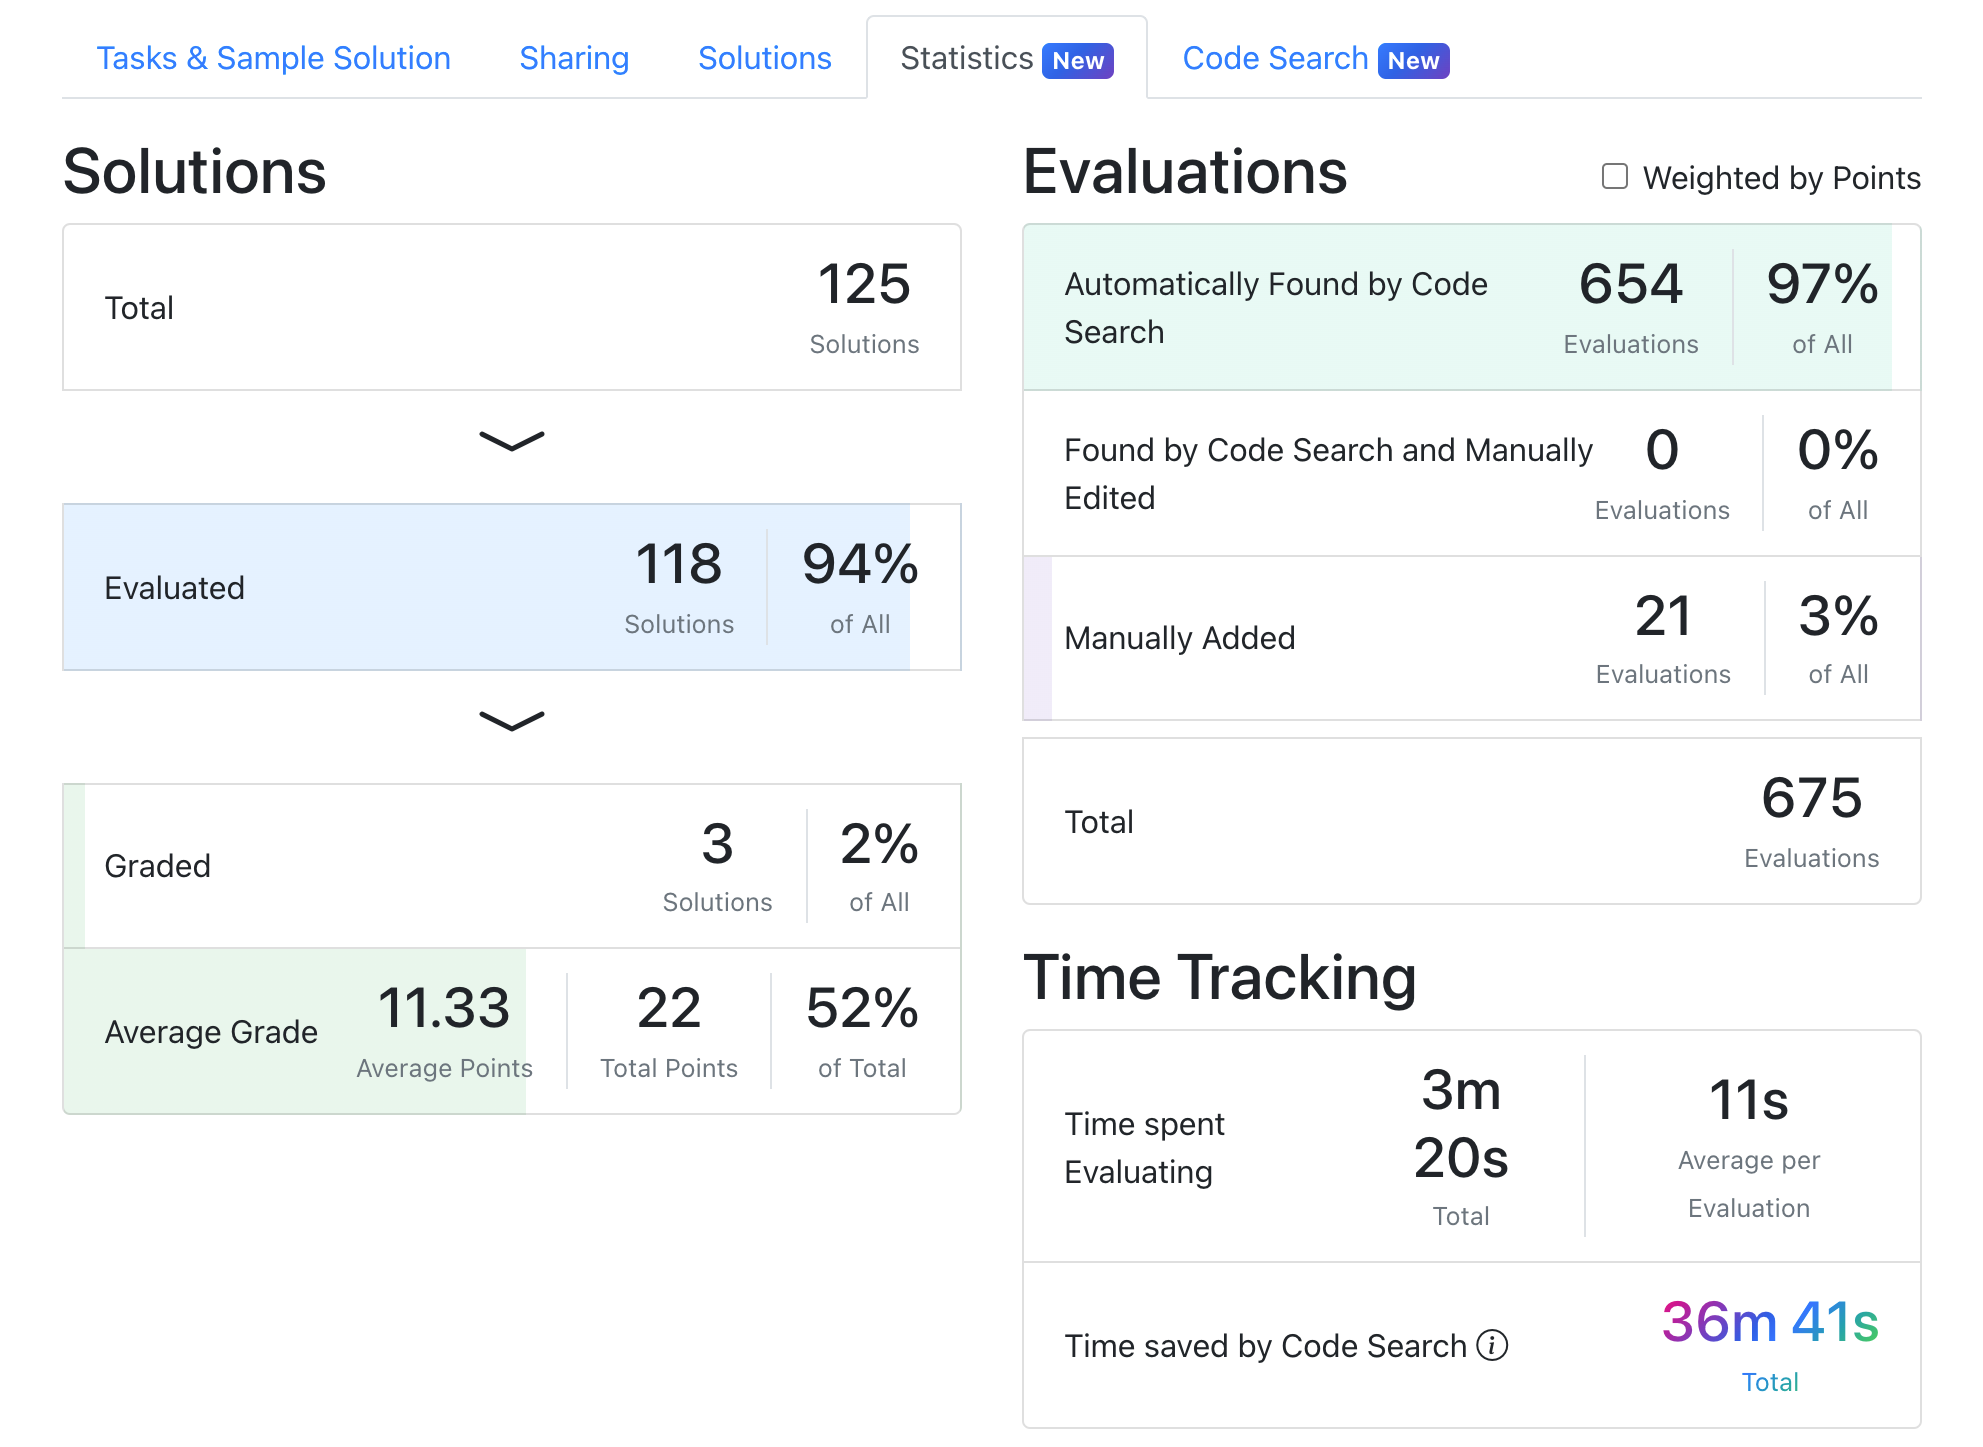 Tasks & Sample Solution Sharing Solutions Statistics New Code Search New
Solutions
Total
125
Solutions
Evaluated
118
Solutions
94%
of All
Graded
3
Solutions
2%
of All
Average Grade
11.33
Average Points
22
Total Points
52%
of Total
Evaluations
Weighted by Points
Automatically Found by Code
Search
654
Evaluations
97%
of All
Found by Code Search and Manually
Edited
0
Evaluations
0%
of All
Manually Added
21
Evaluations
3%
of All
Total
675
Evaluations
Time Tracking
Time spent
Evaluating
3m
20s
Total
11s
Average per
Evaluation
Time saved by Code Search i
36m 41s
Total